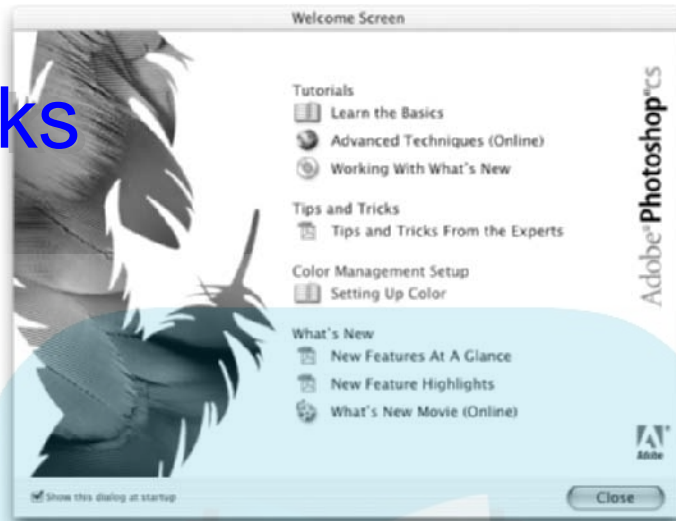 Welcome Screen
ks
Tutorials
Learn the Basics
Advanced Techniques (Online)
Working With What's New
Tips and Tricks
Tips and Tricks From the Experts
Color Management Setup
Setting Up Color
What's New
New Features At A Glance
New Feature Highlights
What's New Movie (Online)
Show this dialog at startup
Close
Adobe® Photoshop® CS
Adobe